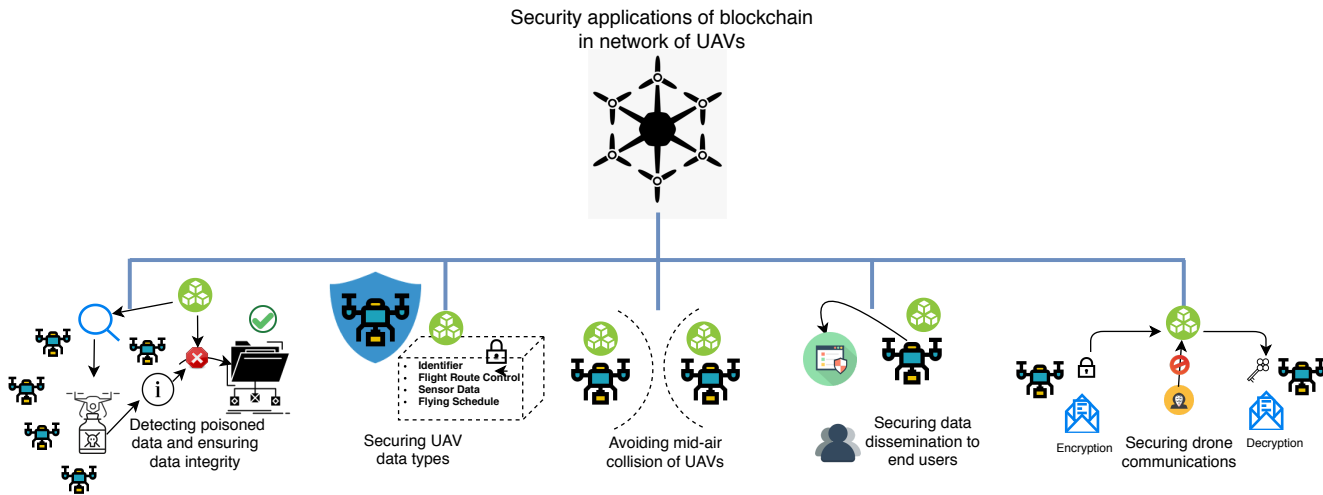 Security applications of blockchain
in network of UAVs
i
Detecting poisoned
data and ensuring
data integrity
Identifier
Flight Route Control
Sensor Data
Flying Schedule
Securing UAV
data types
Avoiding mid-air
collision of UAVs
Securing data
dissemination to
end users
Encryption
Securing drone
communications
Decryption